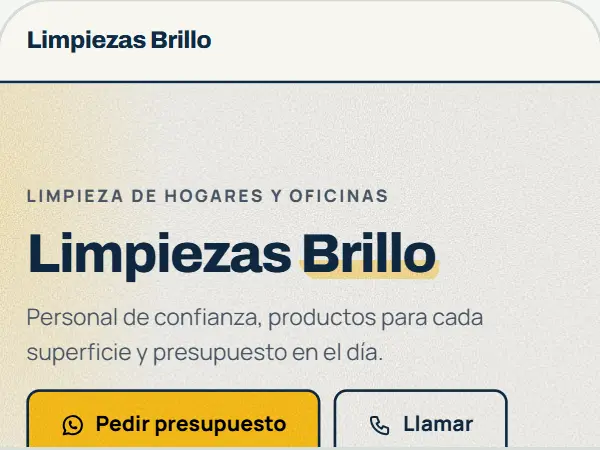 Limpiezas Brillo
LIMPIEZA DE HOGARES Y OFICINAS
Limpiezas Brillo
Personal de confianza, productos para cada
superficie y presupuesto en el día.
Pedir presupuesto
Llamar